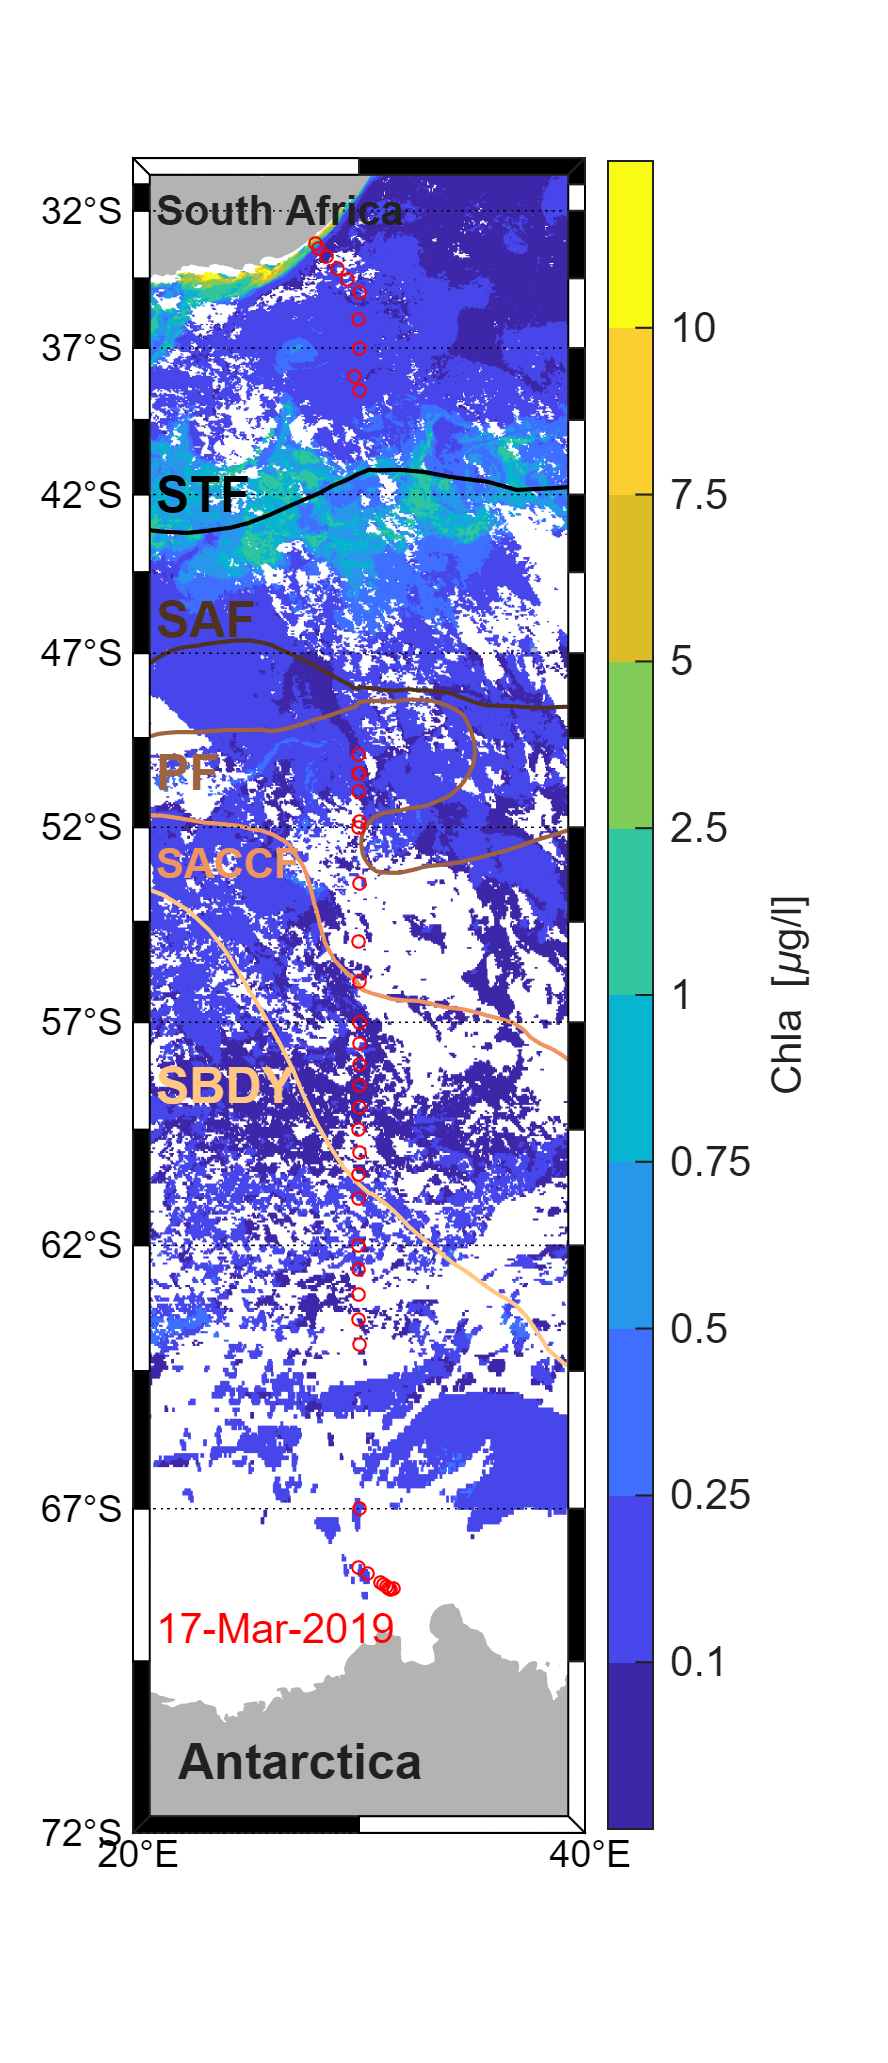 South Africa
32°S
37°S
STF
42°S
SAF
47°S
PF
52°S
SACCF
57°S
SBDY
62°S
67°S
17-Mar-2019
Antarctica
72°S
20°E
40°E
10
7.5
5
2.5
1
0.75
0.5
0.25
0.1
Chla [µg/l]